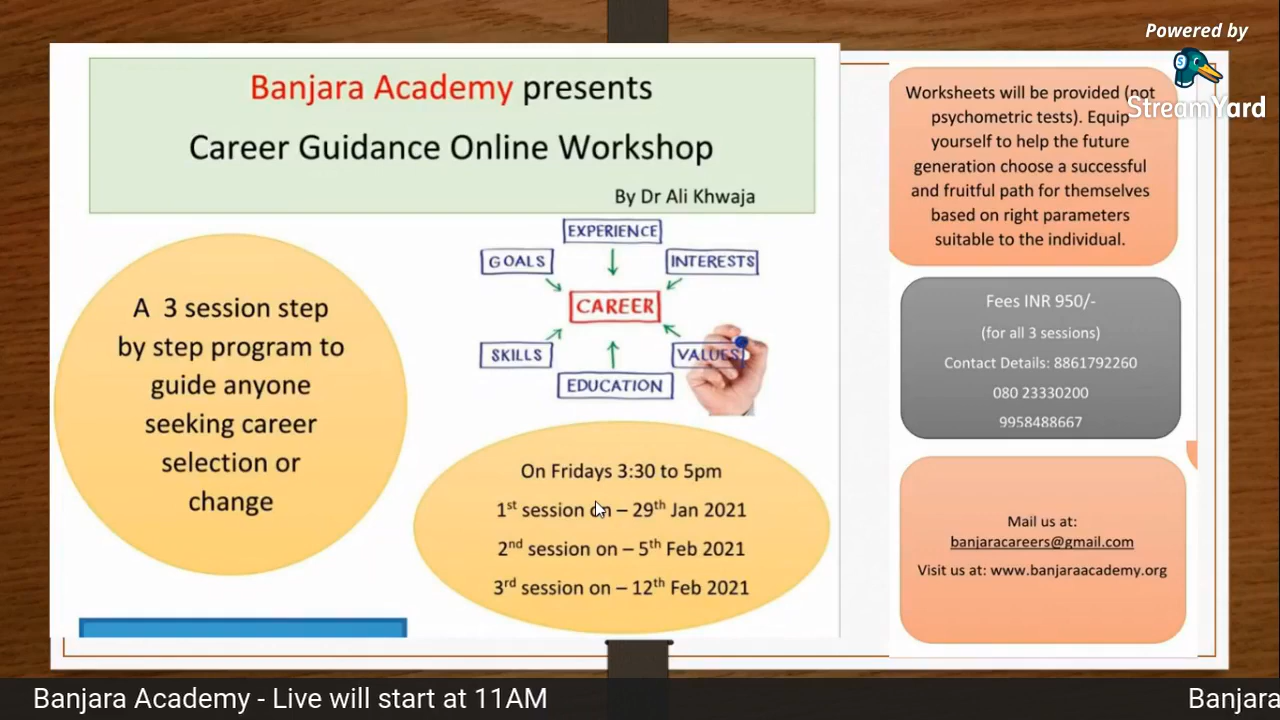 Powered by
StreamYard
Banjara Academy presents
Career Guidance Online Workshop
By Dr Ali Khwaja
EXPERIENCE
GOALS
INTERESTS
CAREER
SKILLS
VALUES
EDUCATION
A 3 session step
by step program to
guide anyone
seeking career
selection or
change
On Fridays 3:30 to 5pm
1st session on – 29th Jan 2021
2nd session on – 5th Feb 2021
3rd session on – 12th Feb 2021
Worksheets will be provided (not
psychometric tests). Equip
yourself to help the future
generation choose a successful
and fruitful path for themselves
based on right parameters
suitable to the individual.
Fees INR 950/-
(for all 3 sessions)
Contact Details: 8861792260
080 23330200
9958488667
Mail us at:
banjaracareers@gmail.com
Visit us at: www.banjaraacademy.org
Banjara Academy - Live will start at 11AM
Banjara